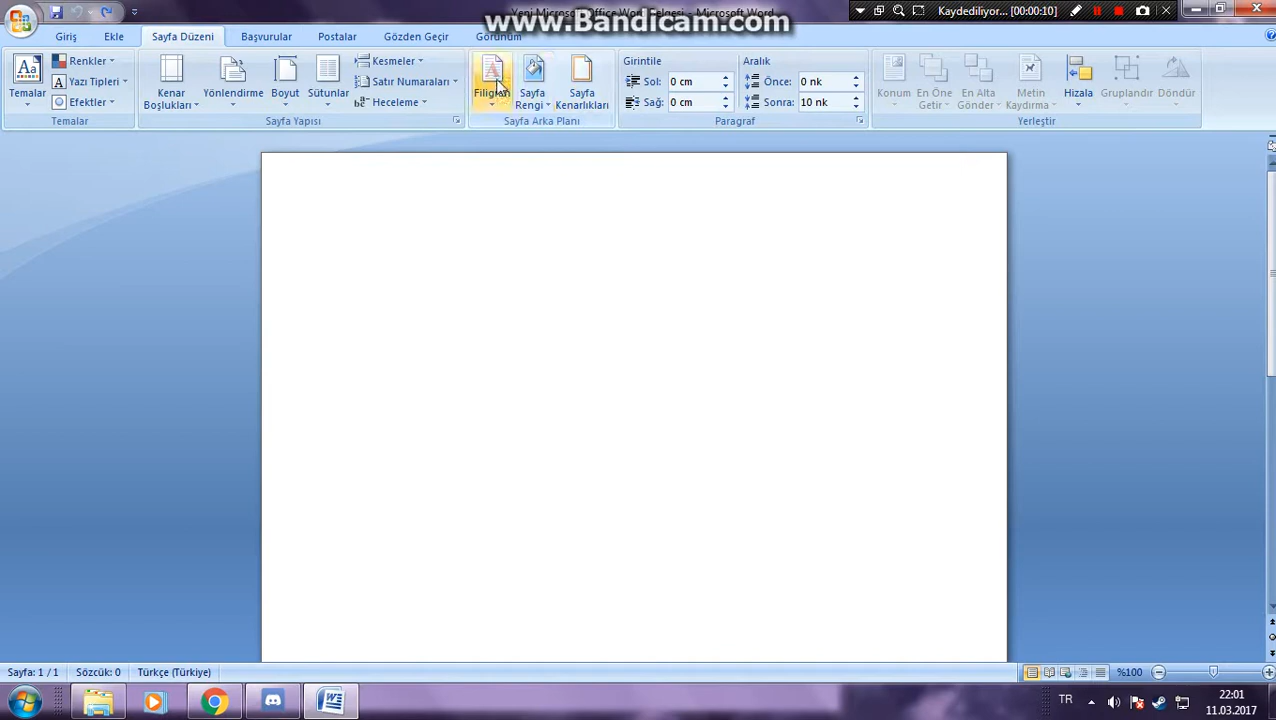 Yeni Microsoft Office Word Belgesi - Microsoft Word
www.Bandicam.com
Kaydediliyor... [00:00:10]
Giriş
Ekle
Sayfa Düzeni
Başvurular
Postalar
Gözden Geçir
Görünüm
Temalar
Renkler
Yazı Tipleri
Efektler
Temalar
Kenar
Boşlukları
Yönlendirme
Boyut
Sütunlar
Kesmeler
Satır Numaraları
Heceleme
Sayfa Yapısı
Filigran
Sayfa
Rengi
Sayfa
Kenarlıkları
Sayfa Arka Planı
Girintile
Sol: 0 cm
Sağ: 0 cm
Aralık
Önce: 0 nk
Sonra: 10 nk
Paragraf
Konum
En Öne
Getir
En Alta
Gönder
Metin
Kaydırma
Hizala
Gruplandır
Döndür
Yerleştir
Sayfa: 1 / 1
Sözcük: 0
Türkçe (Türkiye)
%100
TR
22:01
11.03.2017